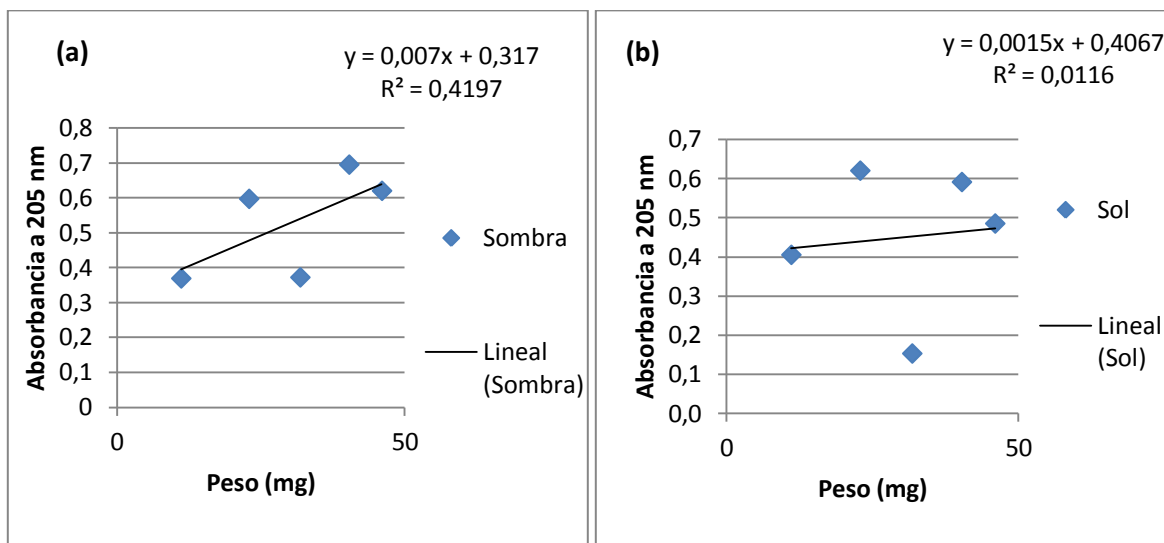 (a)
y = 0,007x + 0,317
R² = 0,4197
0,8
0,7
0,6
0,5
0,4
0,3
0,2
0,1
0
0
50
Absorbancia a 205 nm
Peso (mg)
Sombra
Lineal
(Sombra)
(b)
y = 0,0015x + 0,4067
R² = 0,0116
0,7
0,6
0,5
0,4
0,3
0,2
0,1
0,0
0
50
Absorbancia a 205 nm
Peso (mg)
Sol
Lineal
(Sol)